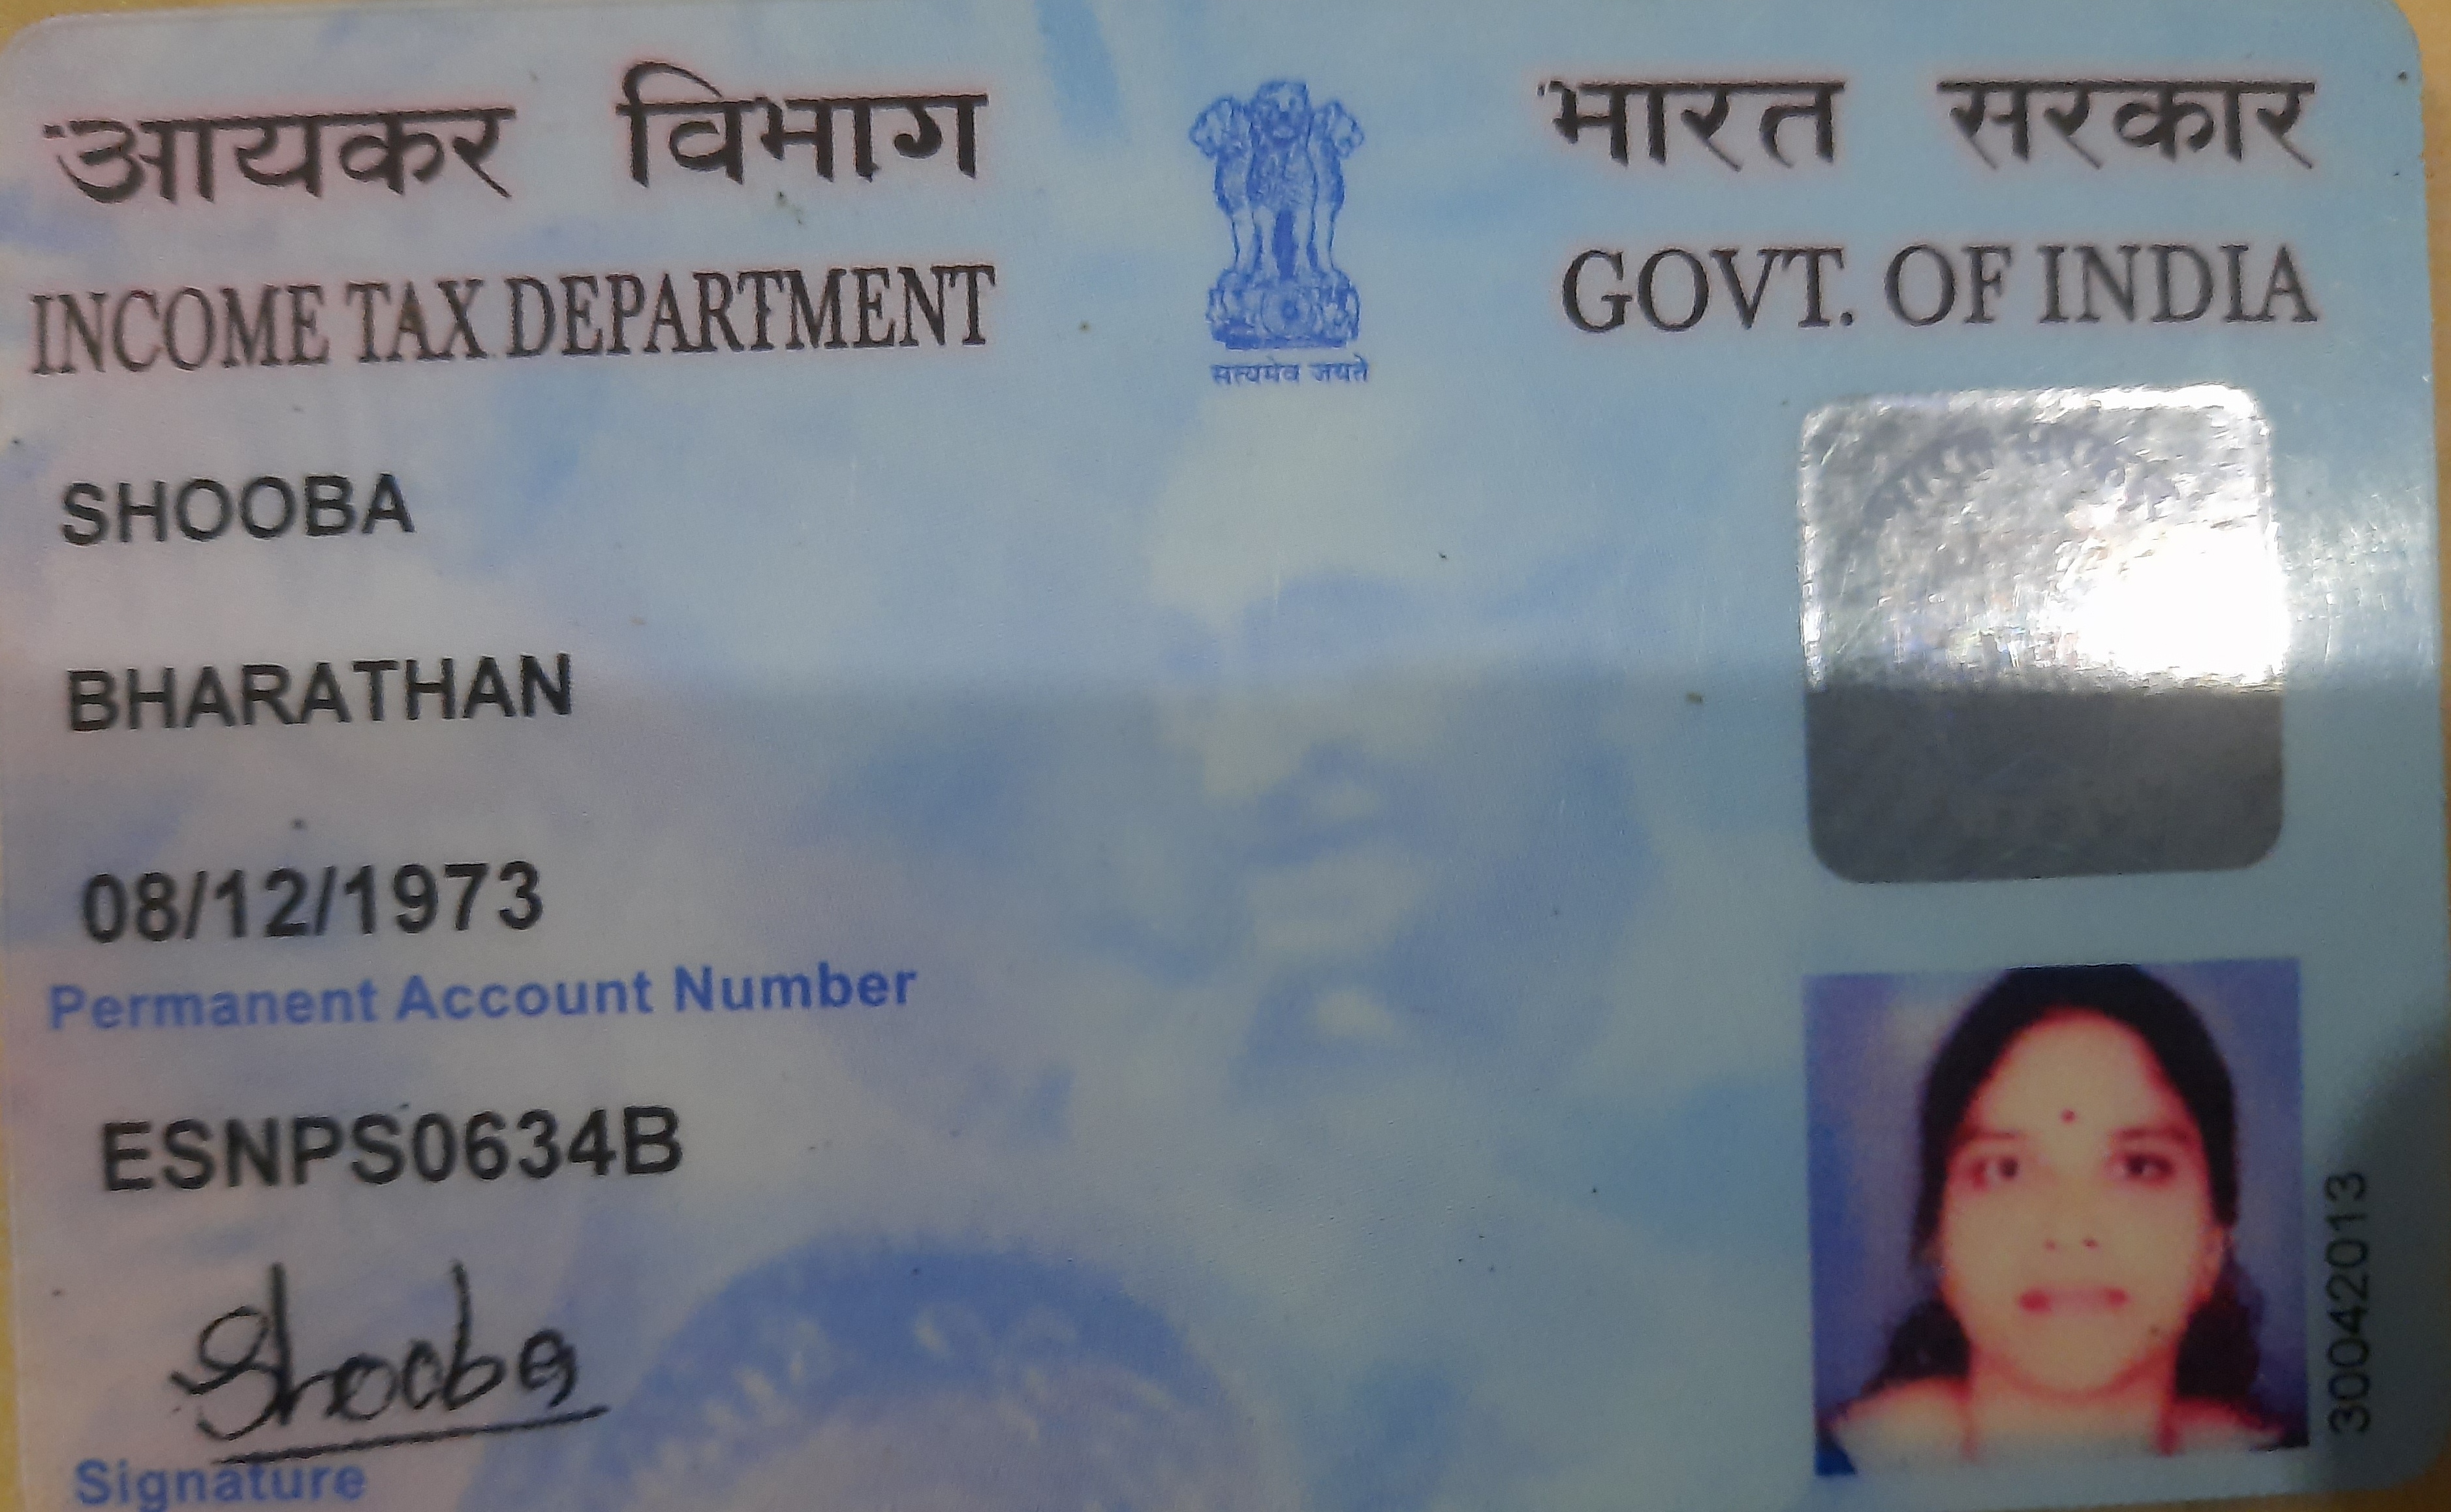 आयकर विभाग
INCOME TAX DEPARTMENT
सत्यमेव जयते
भारत सरकार
GOVT. OF INDIA
SHOOBA
BHARATHAN
08/12/1973
Permanent Account Number
ESNPS0634B
Shooba
Signature
30042013